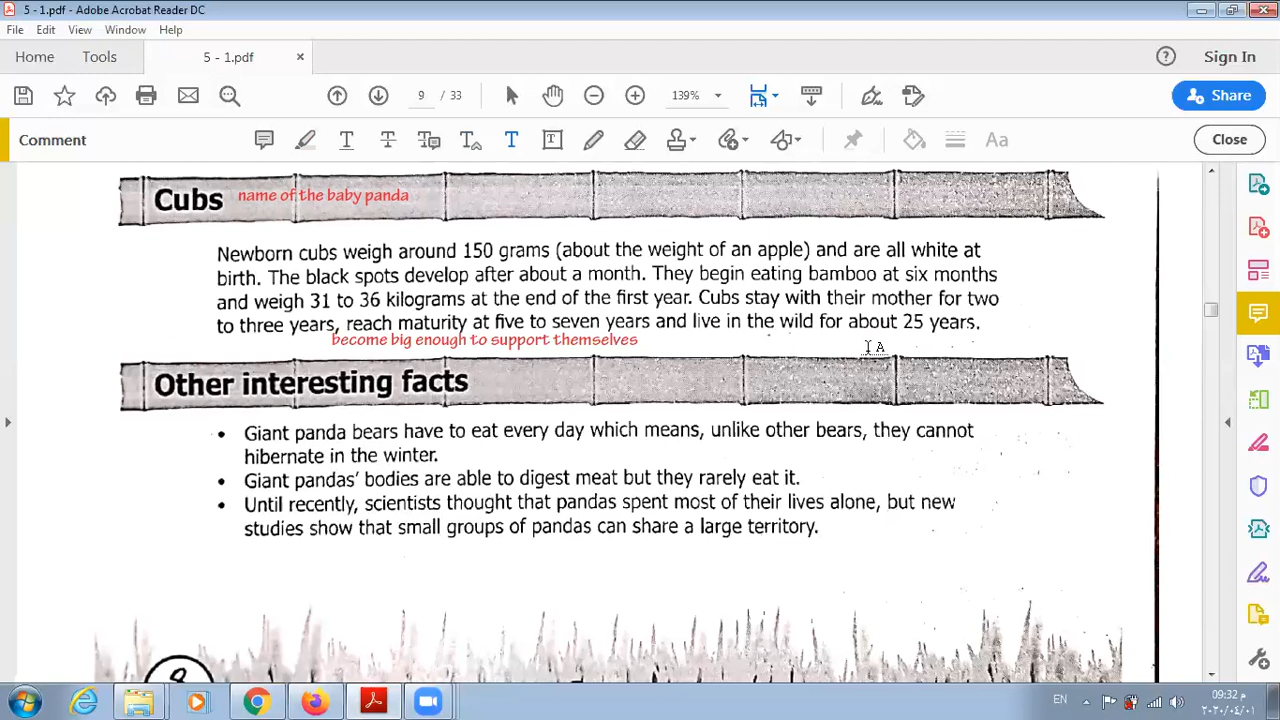 5 - 1.pdf - Adobe Acrobat Reader DC
File Edit View Window Help
Home Tools 5 - 1.pdf × ? Sign In
9 / 33 139% Share
Comment Aa Close
Cubs name of the baby panda
Newborn cubs weigh around 150 grams (about the weight of an apple) and are all white at
birth. The black spots develop after about a month. They begin eating bamboo at six months
and weigh 31 to 36 kilograms at the end of the first year. Cubs stay with their mother for two
to three years, reach maturity at five to seven years and live in the wild for about 25 years.
become big enough to support themselves
Other interesting facts
• Giant panda bears have to eat every day which means, unlike other bears, they cannot
hibernate in the winter.
• Giant pandas' bodies are able to digest meat but they rarely eat it.
• Until recently, scientists thought that pandas spent most of their lives alone, but new
studies show that small groups of pandas can share a large territory.
EN م 09:32
٢٠٢٠/٠٤/٠١